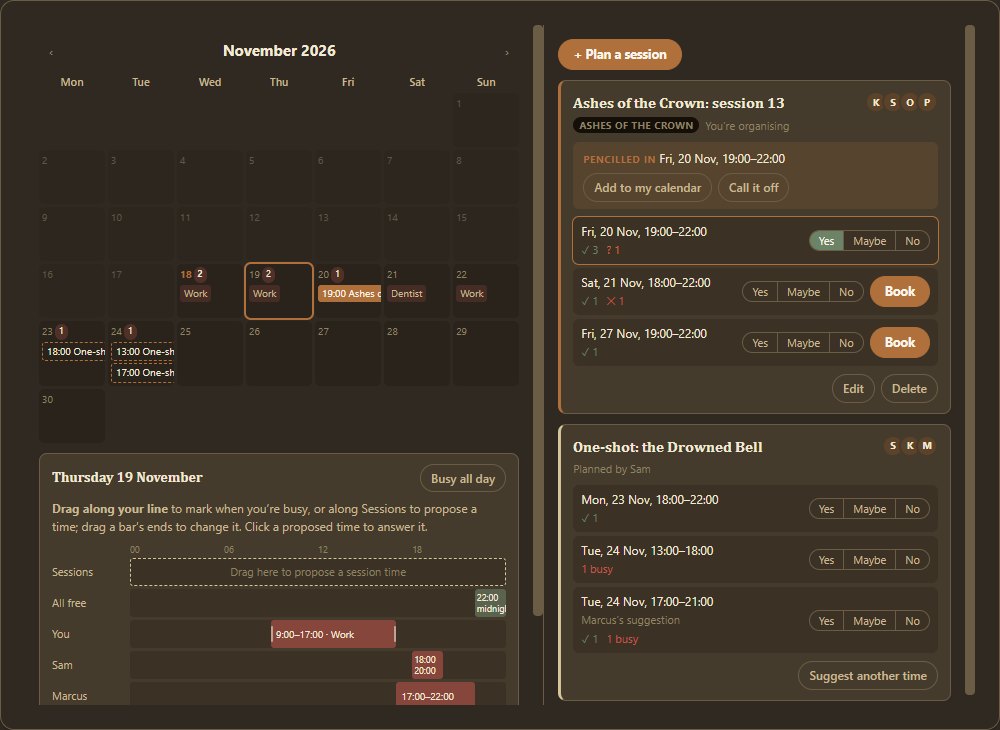 ‹ November 2026 ›
Mon Tue Wed Thu Fri Sat Sun
1
2 3 4 5 6 7 8
9 10 11 12 13 14 15
16 17 18 2 19 2 20 1 21 22
Work Work 19:00 Ashes Dentist Work
23 1 24 1 25 26 27 28 29
18:00 One-sh 13:00 One-sh
17:00 One-sh
30
Thursday 19 November Busy all day
Drag along your line to mark when you're busy, or along Sessions to propose a
time; drag a bar's ends to change it. Click a proposed time to answer it.
00 06 12 18
Sessions Drag here to propose a session time
All free 22:00
midnigh
You 9:00–17:00 · Work
Sam 18:00
20:00
Marcus 17:00–22:00
+ Plan a session
Ashes of the Crown: session 13 K S O P
ASHES OF THE CROWN You're organising
PENCILLED IN Fri, 20 Nov, 19:00–22:00
Add to my calendar Call it off
Fri, 20 Nov, 19:00–22:00
✓ 3 ? 1 Yes Maybe No
Sat, 21 Nov, 18:00–22:00
✓ 1 ✕ 1 Yes Maybe No Book
Fri, 27 Nov, 19:00–22:00
✓ 1 Yes Maybe No Book
Edit Delete
One-shot: the Drowned Bell S K M
Planned by Sam
Mon, 23 Nov, 18:00–22:00
✓ 1 Yes Maybe No
Tue, 24 Nov, 13:00–18:00
1 busy Yes Maybe No
Tue, 24 Nov, 17:00–21:00
Marcus's suggestion Yes Maybe No
✓ 1 1 busy
Suggest another time